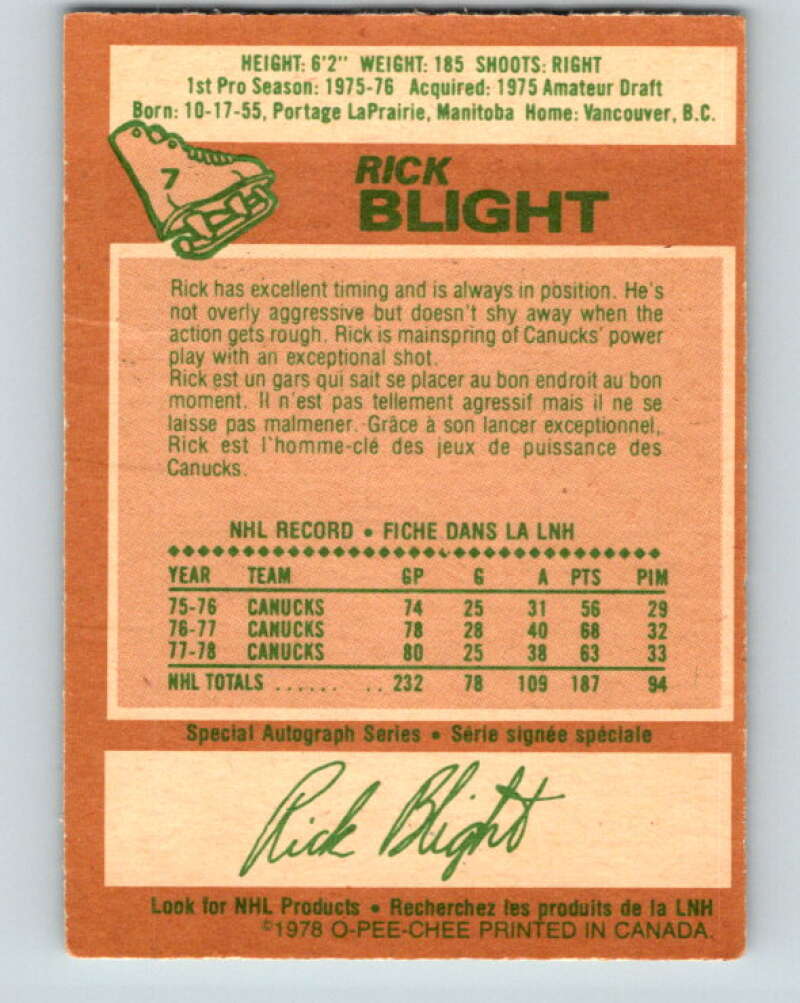 HEIGHT: 6'2" WEIGHT: 185 SHOOTS: RIGHT
1st Pro Season: 1975-76 Acquired: 1975 Amateur Draft
Born: 10-17-55, Portage LaPrairie, Manitoba Home: Vancouver, B.C.
7
RICK
BLIGHT
Rick has excellent timing and is always in position. He's
not overly aggressive but doesn't shy away when the
action gets rough. Rick is mainspring of Canucks' power
play with an exceptional shot.
Rick est un gars qui sait se placer au bon endroit au bon
moment. Il n'est pas tellement agressif mais il ne se
laisse pas malmener. Grâce à son lancer exceptionnel,
Rick est l'homme-clé des jeux de puissance des
Canucks.
NHL RECORD • FICHE DANS LA LNH
YEAR TEAM GP G A PTS PIM
75-76 CANUCKS 74 25 31 56 29
76-77 CANUCKS 78 28 40 68 32
77-78 CANUCKS 80 25 38 63 33
NHL TOTALS ...... .. 232 78 109 187 94
Special Autograph Series • Série signée spéciale
Rick Blight
Look for NHL Products • Recherchez les produits de la LNH
©1978 O-PEE-CHEE PRINTED IN CANADA.